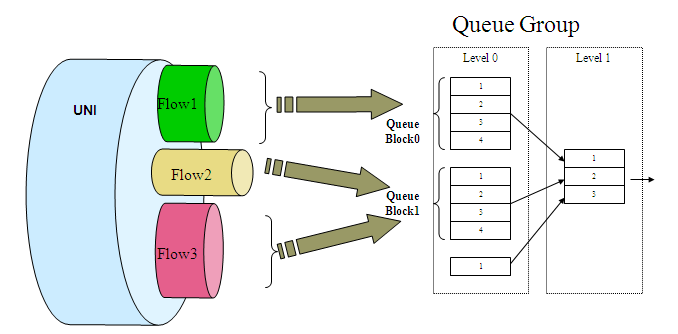 Queue Group
Level 0
Level 1
UNI
Flow1
Flow2
Flow3
Queue
Block0
Queue
Block1
1
2
3
4
1
2
3
4
1
1
2
3